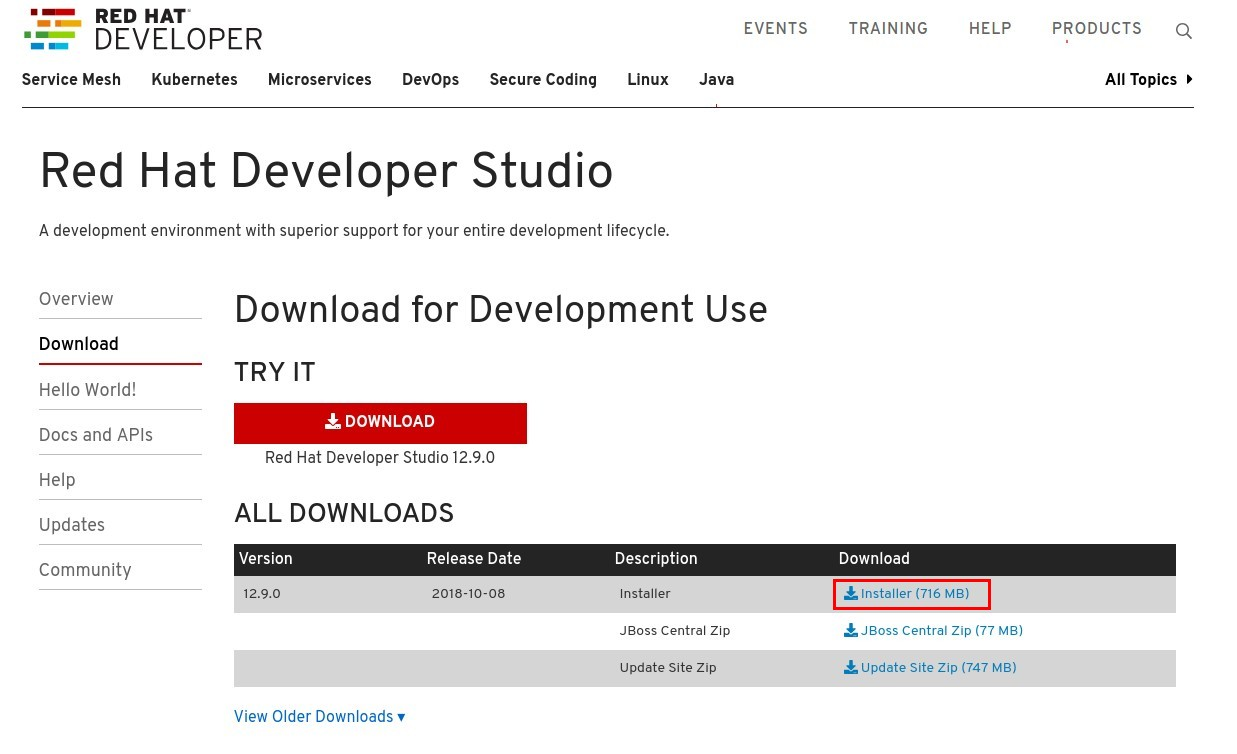 RED HAT
DEVELOPER
EVENTS TRAINING HELP PRODUCTS
Service Mesh Kubernetes Microservices DevOps Secure Coding Linux Java All Topics
Red Hat Developer Studio
A development environment with superior support for your entire development lifecycle.
Overview
Download
Hello World!
Docs and APIs
Help
Updates
Community
Download for Development Use
TRY IT
DOWNLOAD
Red Hat Developer Studio 12.9.0
ALL DOWNLOADS
Version Release Date Description Download
12.9.0 2018-10-08 Installer Installer (716 MB)
JBoss Central Zip JBoss Central Zip (77 MB)
Update Site Zip Update Site Zip (747 MB)
View Older Downloads ▾